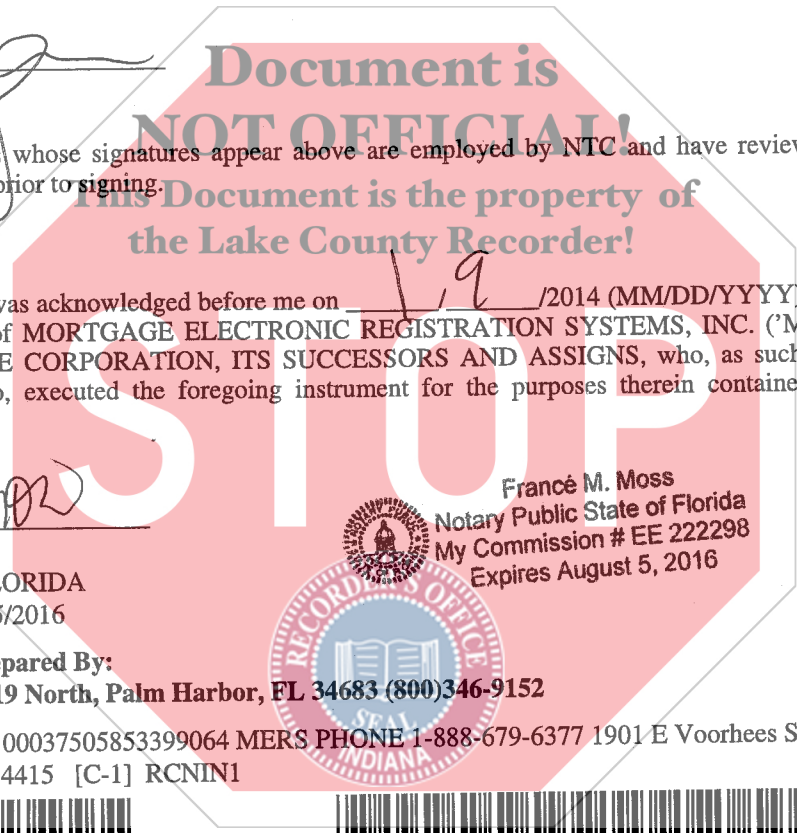 Document is
NOT OFFICIAL!
whose signatures appear above are employed by NTC and have review
prior to signing.
This Document is the property of
the Lake County Recorder!
was acknowledged before me on 1 / 9 /2014 (MM/DD/YYYY)
of MORTGAGE ELECTRONIC REGISTRATION SYSTEMS, INC. ('M
E CORPORATION, ITS SUCCESSORS AND ASSIGNS, who, as such
o, executed the foregoing instrument for the purposes therein containe
STOP
Francé M. Moss
Notary Public State of Florida
My Commission # EE 222298
Expires August 5, 2016
LORIDA
5/2016
RECORDER'S OFFICE
SEAL
INDIANA
epared By:
19 North, Palm Harbor, FL 34683 (800)346-9152
00037505853399064 MERS PHONE 1-888-679-6377 1901 E Voorhees S
4415 [C-1] RCNIN1